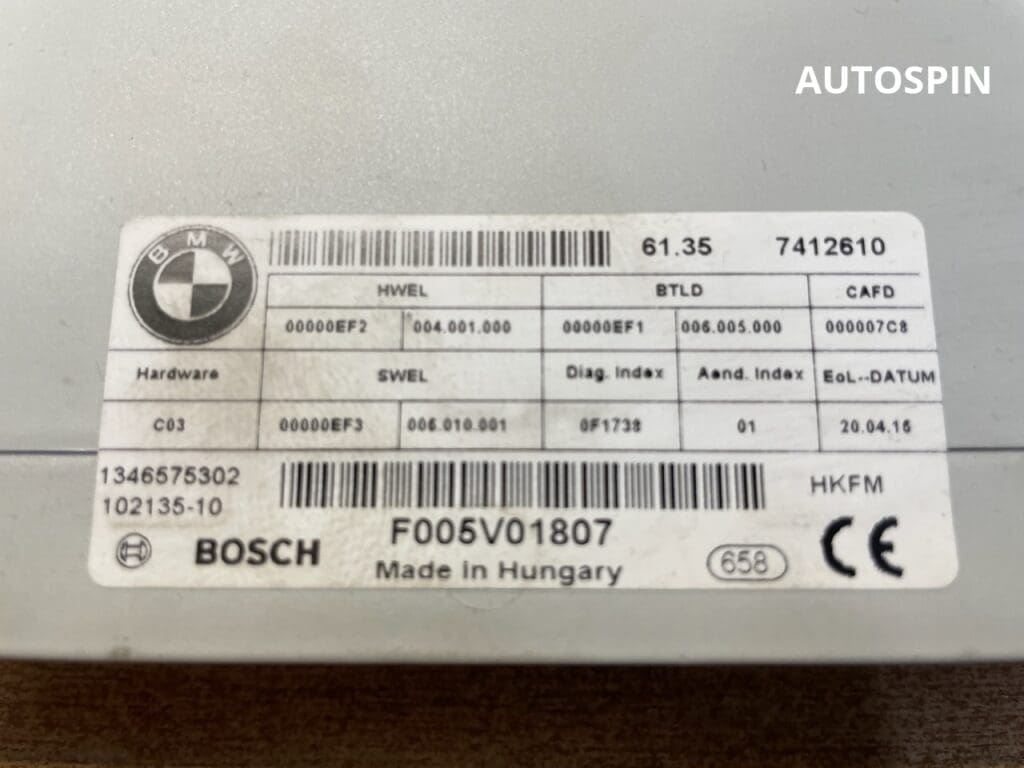 AUTOSPIN
BMW
61.35 7412610
HWEL BTLD CAFD
00000EF2 004.001.000 00000EF1 006.005.000 000007C8
Hardware SWEL Diag. Index Aend. Index EoL--DATUM
C03 00000EF3 006.010.001 0F1738 01 20.04.16
1346575302
102135-10
HKFM
F005V01807
BOSCH
Made in Hungary
658
CE